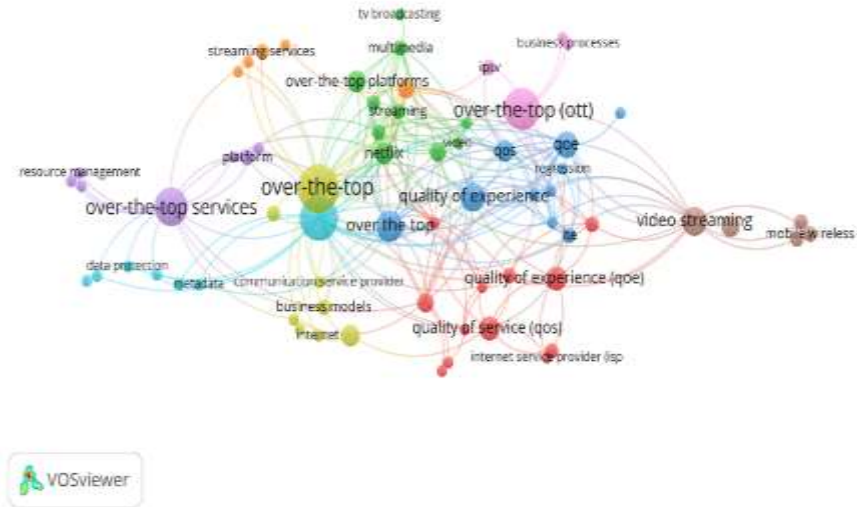 tv broadcasting
streaming services
multimedia
business processes
over-the-top platforms
iptv
streaming
over-the-top (ott)
platform
netflix
video
qos
qoe
regression
resource management
over-the-top
quality of experience
over-the-top services
over the top
lte
video streaming
data protection
metadata
communication service provider
quality of experience (qoe)
business models
internet
quality of service (qos)
internet service provider (isp
VOSviewer